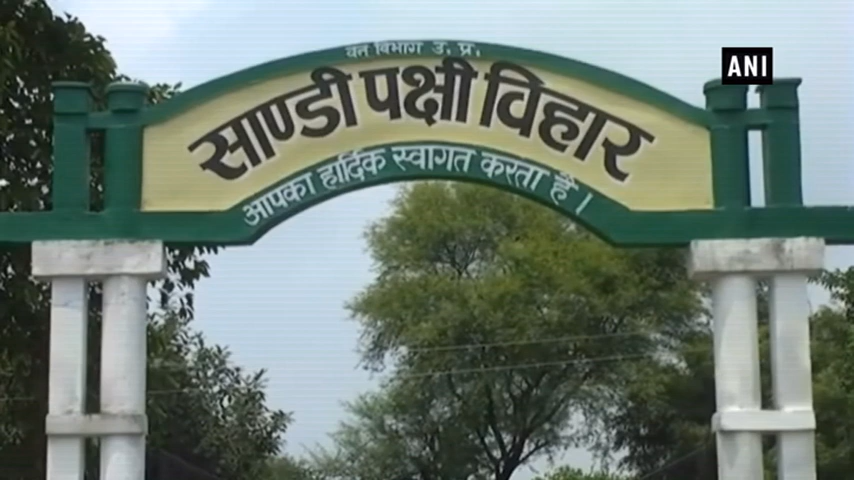 वन विभाग उ. प्र.
ANI
साण्डी पक्षी विहार
आपका हार्दिक स्वागत करता है।